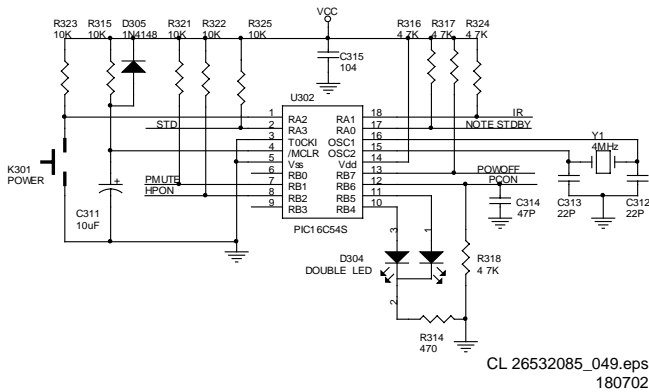 VCC
R323 R315 D305 R321 R322 R325 R316 R317 R324
10K 10K 1N4148 10K 10K 10K 4 7K 4 7K 4 7K
C315
104
U302
1 RA2 RA1 18 IR
STD 2 RA3 RA0 17 NOTE STDBY
3 T0CKI OSC1 16
4 /MCLR OSC2 15
5 Vss Vdd 14
6 RB0 RB7 13 POWOFF
PMUTE 7 RB1 RB6 12 PCON
HPON 8 RB2 RB5 11
9 RB3 RB4 10
PIC16C54S
Y1
4MHz
K301
POWER
C311
10uF
+
C314
47P
C313
22P
C312
22P
3 1
D304
DOUBLE LED
2
R318
4 7K
R314
470
CL 26532085_049.eps
180702